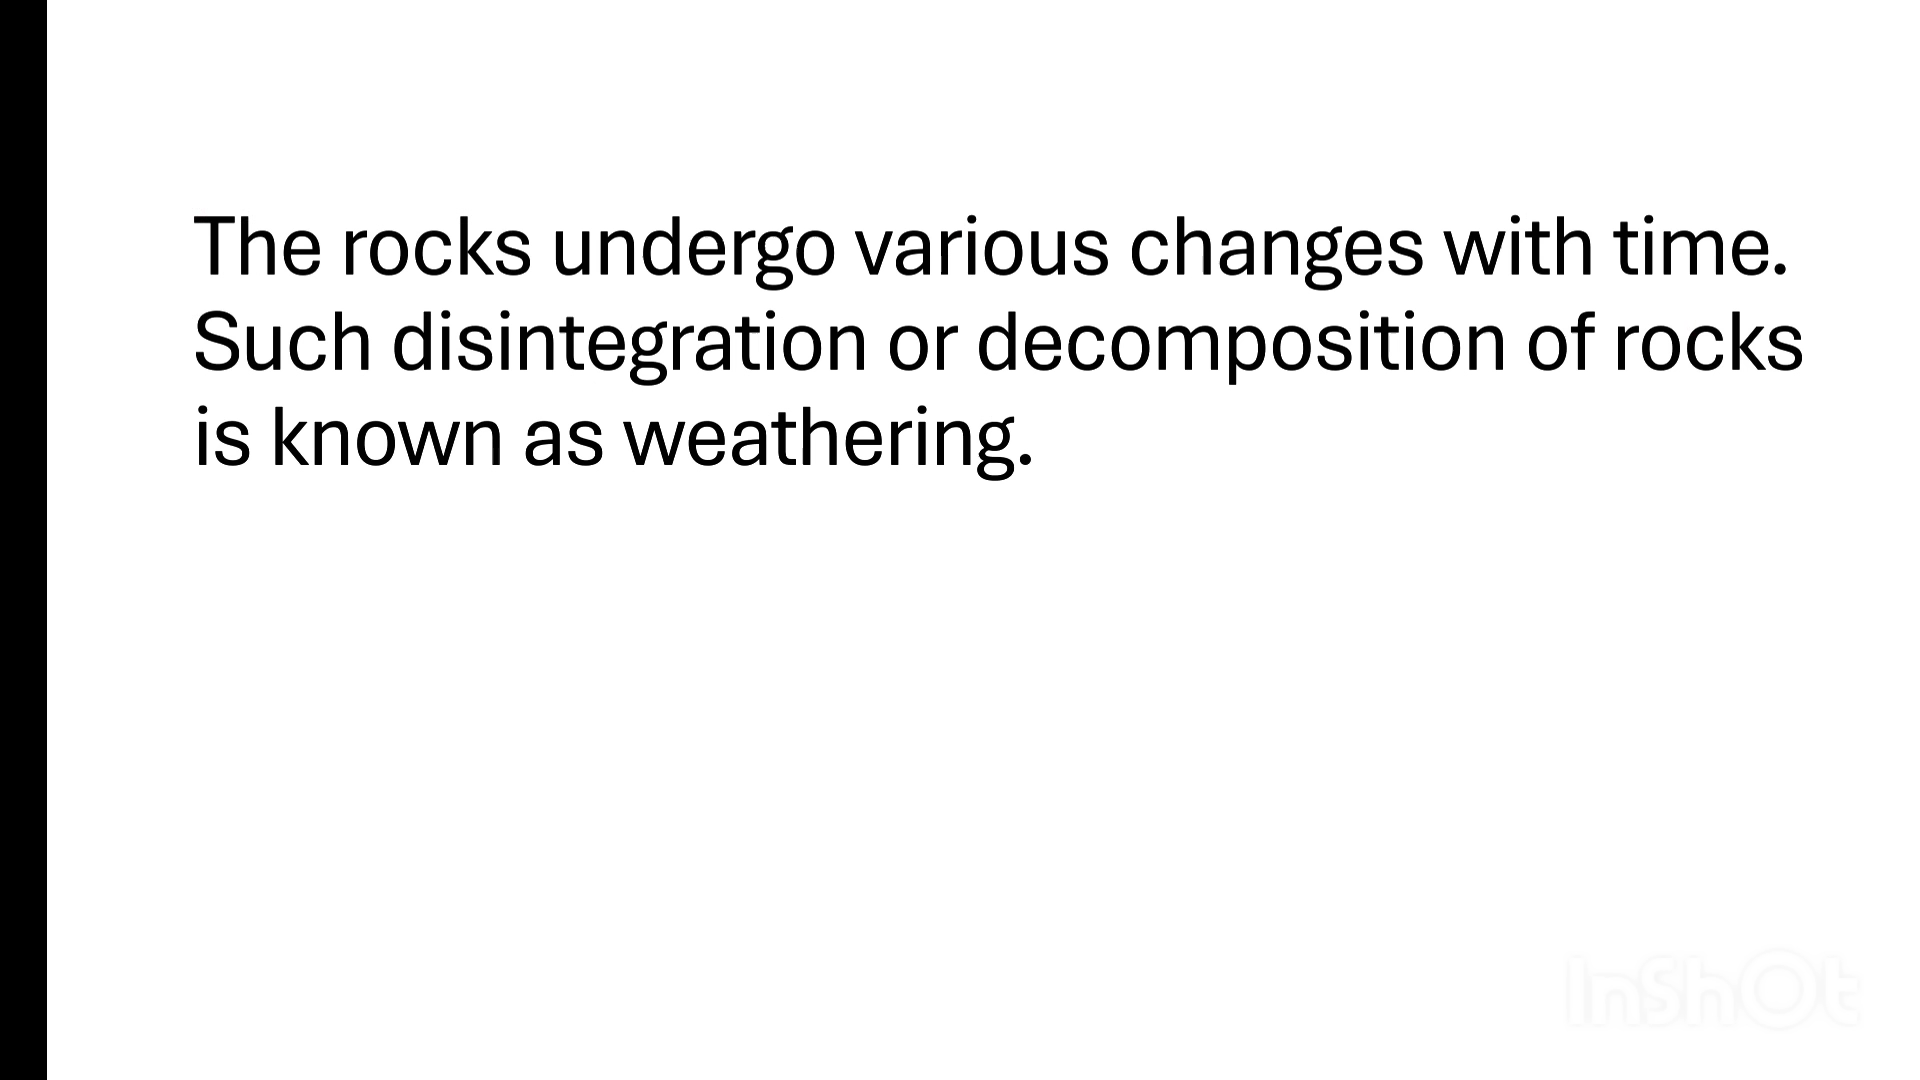 The rocks undergo various changes with time.
Such disintegration or decomposition of rocks
is known as weathering.
InShOt